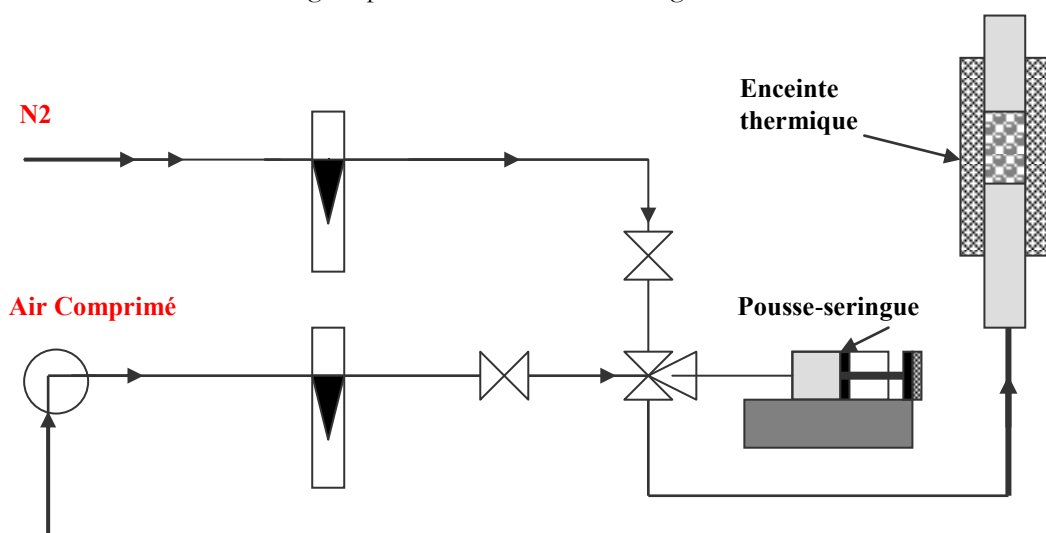 N2
Enceinte
thermique
Air Comprimé
Pousse-seringue